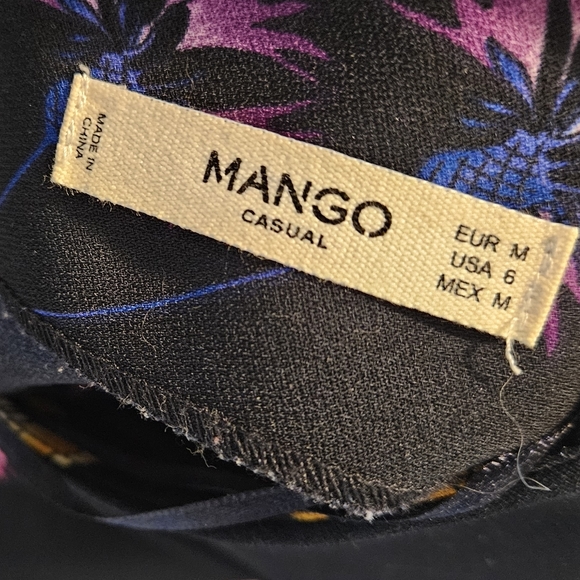 MADE IN
CHINA
MANGO
CASUAL
EUR M
USA 6
MEX M